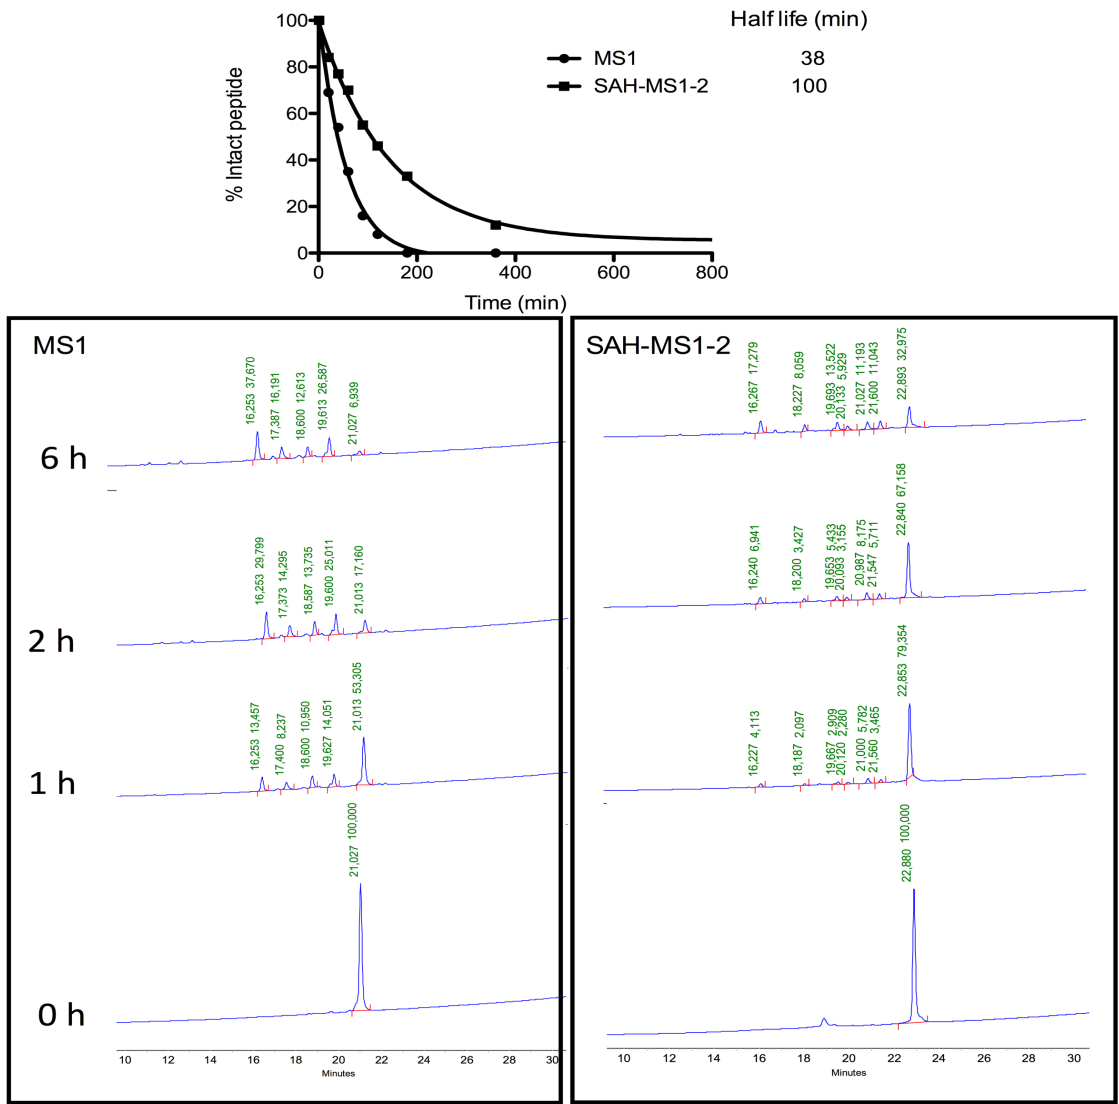 Half life (min)
MS1 38
SAH-MS1-2 100
% Intact peptide
100
80
60
40
20
0
0 200 400 600 800
Time (min)
MS1
6 h
16,253 37,670
17,387 16,191
18,600 12,613
19,613 26,587
21,027 6,939
2 h
16,253 29,799
17,373 14,295
18,587 13,735
19,600 25,011
21,013 17,160
1 h
16,253 13,457
17,400 8,237
18,600 10,950
19,627 14,051
21,013 53,305
0 h
21,027 100,000
10 12 14 16 18 20 22 24 26 28 30
Minutes
SAH-MS1-2
16,267 17,279
18,227 8,059
19,693 13,522
20,133 5,929
21,027 11,193
21,600 11,043
22,893 32,975
16,240 6,941
18,200 3,427
19,653 5,433
20,093 3,155
20,987 8,175
21,547 5,711
22,840 67,158
16,227 4,113
18,187 2,097
19,667 2,909
20,120 2,280
21,000 5,782
21,560 3,465
22,853 79,354
22,880 100,000
10 12 14 16 18 20 22 24 26 28 30
Minutes